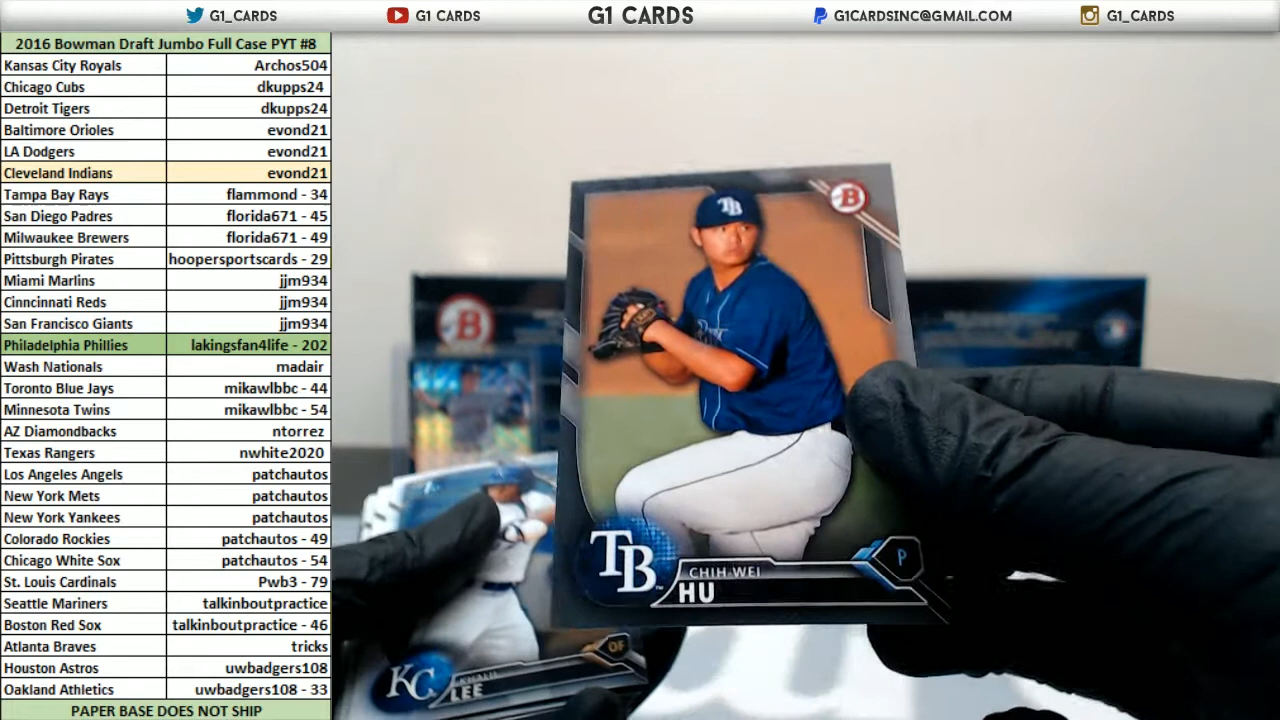 G1_CARDS G1 CARDS G1 CARDS G1CARDSINC@GMAIL.COM G1_CARDS
2016 Bowman Draft Jumbo Full Case PYT #8
Kansas City Royals Archos504
Chicago Cubs dkupps24
Detroit Tigers dkupps24
Baltimore Orioles evond21
LA Dodgers evond21
Cleveland Indians evond21
Tampa Bay Rays flammond - 34
San Diego Padres florida671 - 45
Milwaukee Brewers florida671 - 49
Pittsburgh Pirates hoopersportscards - 29
Miami Marlins jjm934
Cinncinnati Reds jjm934
San Francisco Giants jjm934
Philadelphia Phillies lakingsfan4life - 202
Wash Nationals madair
Toronto Blue Jays mikawlbbc - 44
Minnesota Twins mikawlbbc - 54
AZ Diamondbacks ntorrez
Texas Rangers nwhite2020
Los Angeles Angels patchautos
New York Mets patchautos
New York Yankees patchautos
Colorado Rockies patchautos - 49
Chicago White Sox patchautos - 54
St. Louis Cardinals Pwb3 - 79
Seattle Mariners talkinboutpractice
Boston Red Sox talkinboutpractice - 46
Atlanta Braves tricks
Houston Astros uwbadgers108
Oakland Athletics uwbadgers108 - 33
PAPER BASE DOES NOT SHIP
B
TB
B
TB
CHIH-WEI
HU
P
KC
KHALIL
LEE
OF